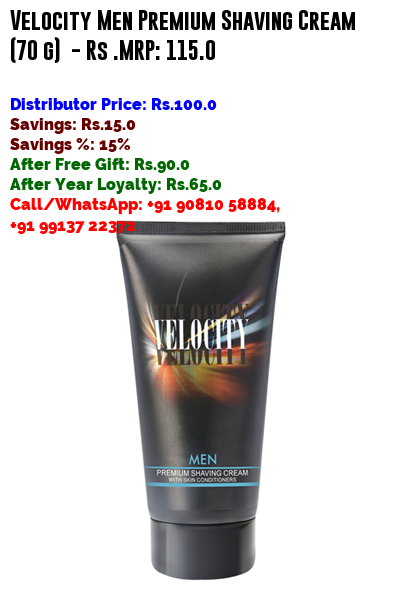 Velocity Men Premium Shaving Cream
(70 g) - Rs .MRP: 115.0
Distributor Price: Rs.100.0
Savings: Rs.15.0
Savings %: 15%
After Free Gift: Rs.90.0
After Year Loyalty: Rs.65.0
Call/WhatsApp: +91 90810 58884,
+91 99137 22372
VELOCITY
VELOCITY
VELOCITY
MEN
PREMIUM SHAVING CREAM
WITH SKIN CONDITIONERS